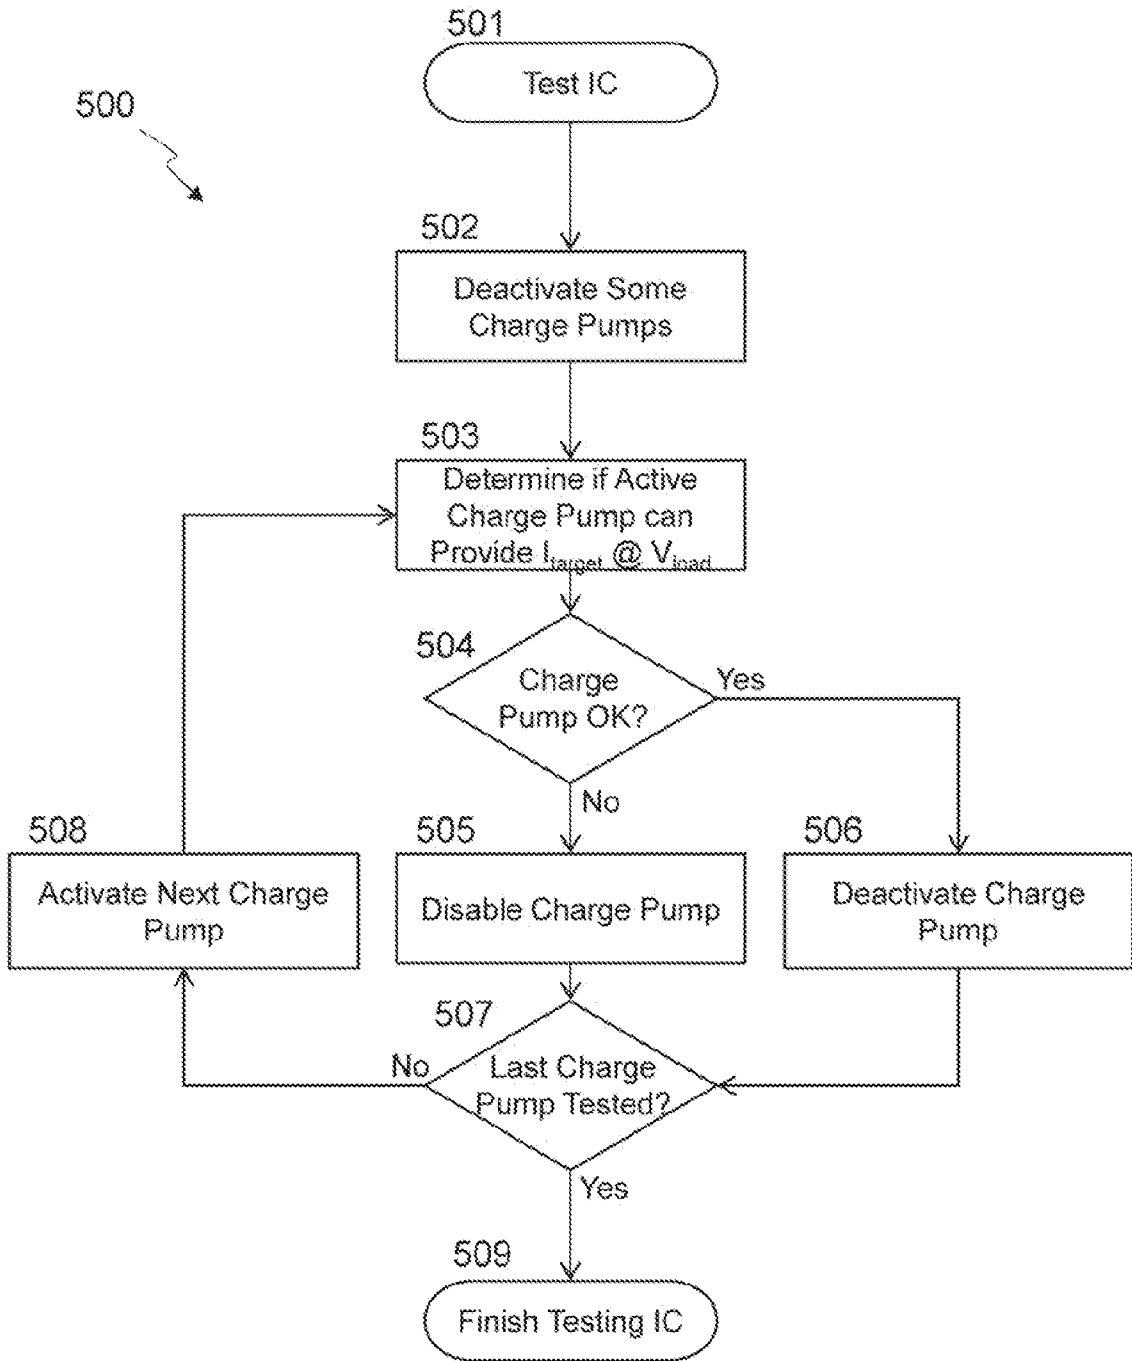 501
Test IC
500
502
Deactivate Some
Charge Pumps
503
Determine if Active
Charge Pump can
Provide Itarget @ Vload
504
Charge
Pump OK?
Yes
No
508
Activate Next Charge
Pump
505
Disable Charge Pump
506
Deactivate Charge
Pump
507
Last Charge
Pump Tested?
No
Yes
509
Finish Testing IC